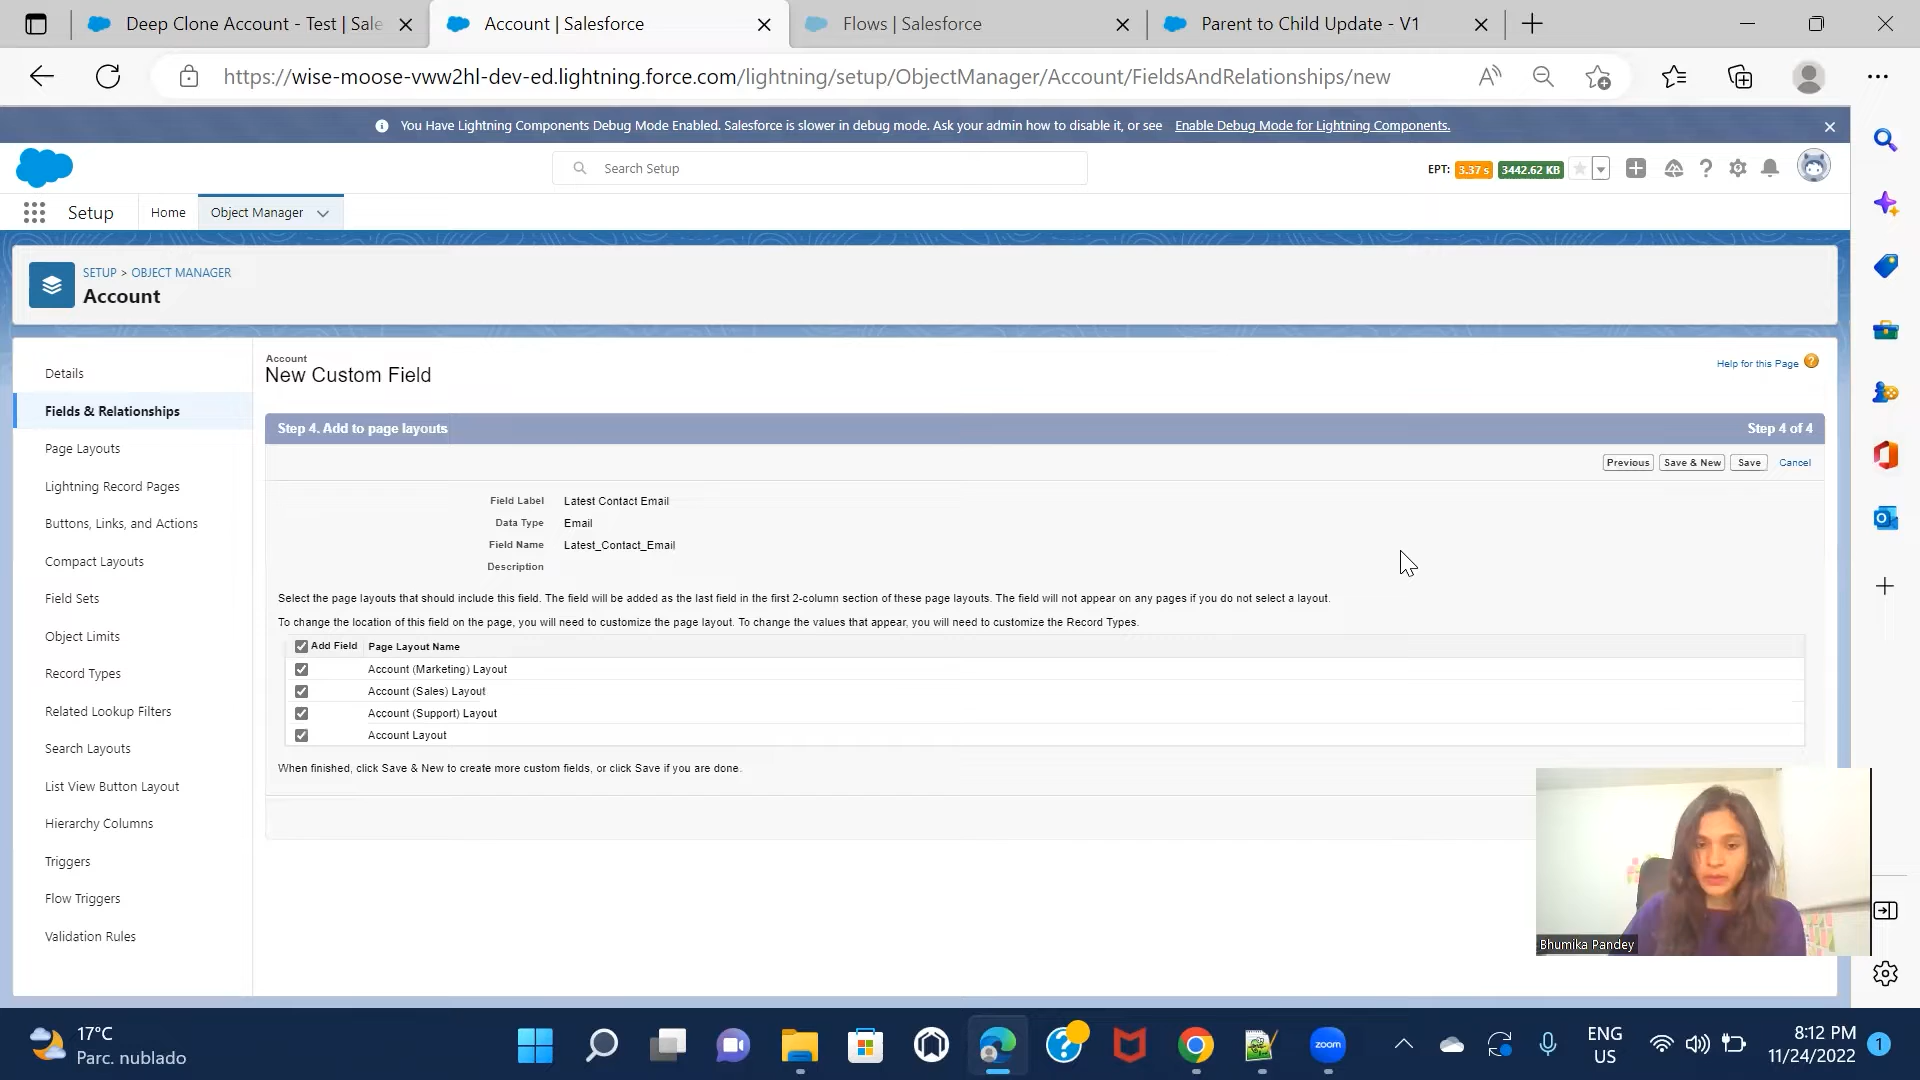 Deep Clone Account - Test | Sale
Account | Salesforce
Flows | Salesforce
Parent to Child Update - V1
https://wise-moose-vww2hl-dev-ed.lightning.force.com/lightning/setup/ObjectManager/Account/FieldsAndRelationships/new
You Have Lightning Components Debug Mode Enabled. Salesforce is slower in debug mode. Ask your admin how to disable it, or see Enable Debug Mode for Lightning Components.
Search Setup
EPT: 3.37 s 3442.62 KB
Setup
Home
Object Manager
SETUP > OBJECT MANAGER
Account
Details
Fields & Relationships
Page Layouts
Lightning Record Pages
Buttons, Links, and Actions
Compact Layouts
Field Sets
Object Limits
Record Types
Related Lookup Filters
Search Layouts
List View Button Layout
Hierarchy Columns
Triggers
Flow Triggers
Validation Rules
Account
New Custom Field
Help for this Page
Step 4. Add to page layouts
Step 4 of 4
Previous Save & New Save Cancel
Field Label Latest Contact Email
Data Type Email
Field Name Latest_Contact_Email
Description
Select the page layouts that should include this field. The field will be added as the last field in the first 2-column section of these page layouts. The field will not appear on any pages if you do not select a layout.
To change the location of this field on the page, you will need to customize the page layout. To change the values that appear, you will need to customize the Record Types.
Add Field Page Layout Name
Account (Marketing) Layout
Account (Sales) Layout
Account (Support) Layout
Account Layout
When finished, click Save & New to create more custom fields, or click Save if you are done.
Bhumika Pandey
17°C
Parc. nublado
zoom
ENG
US
8:12 PM
11/24/2022
1